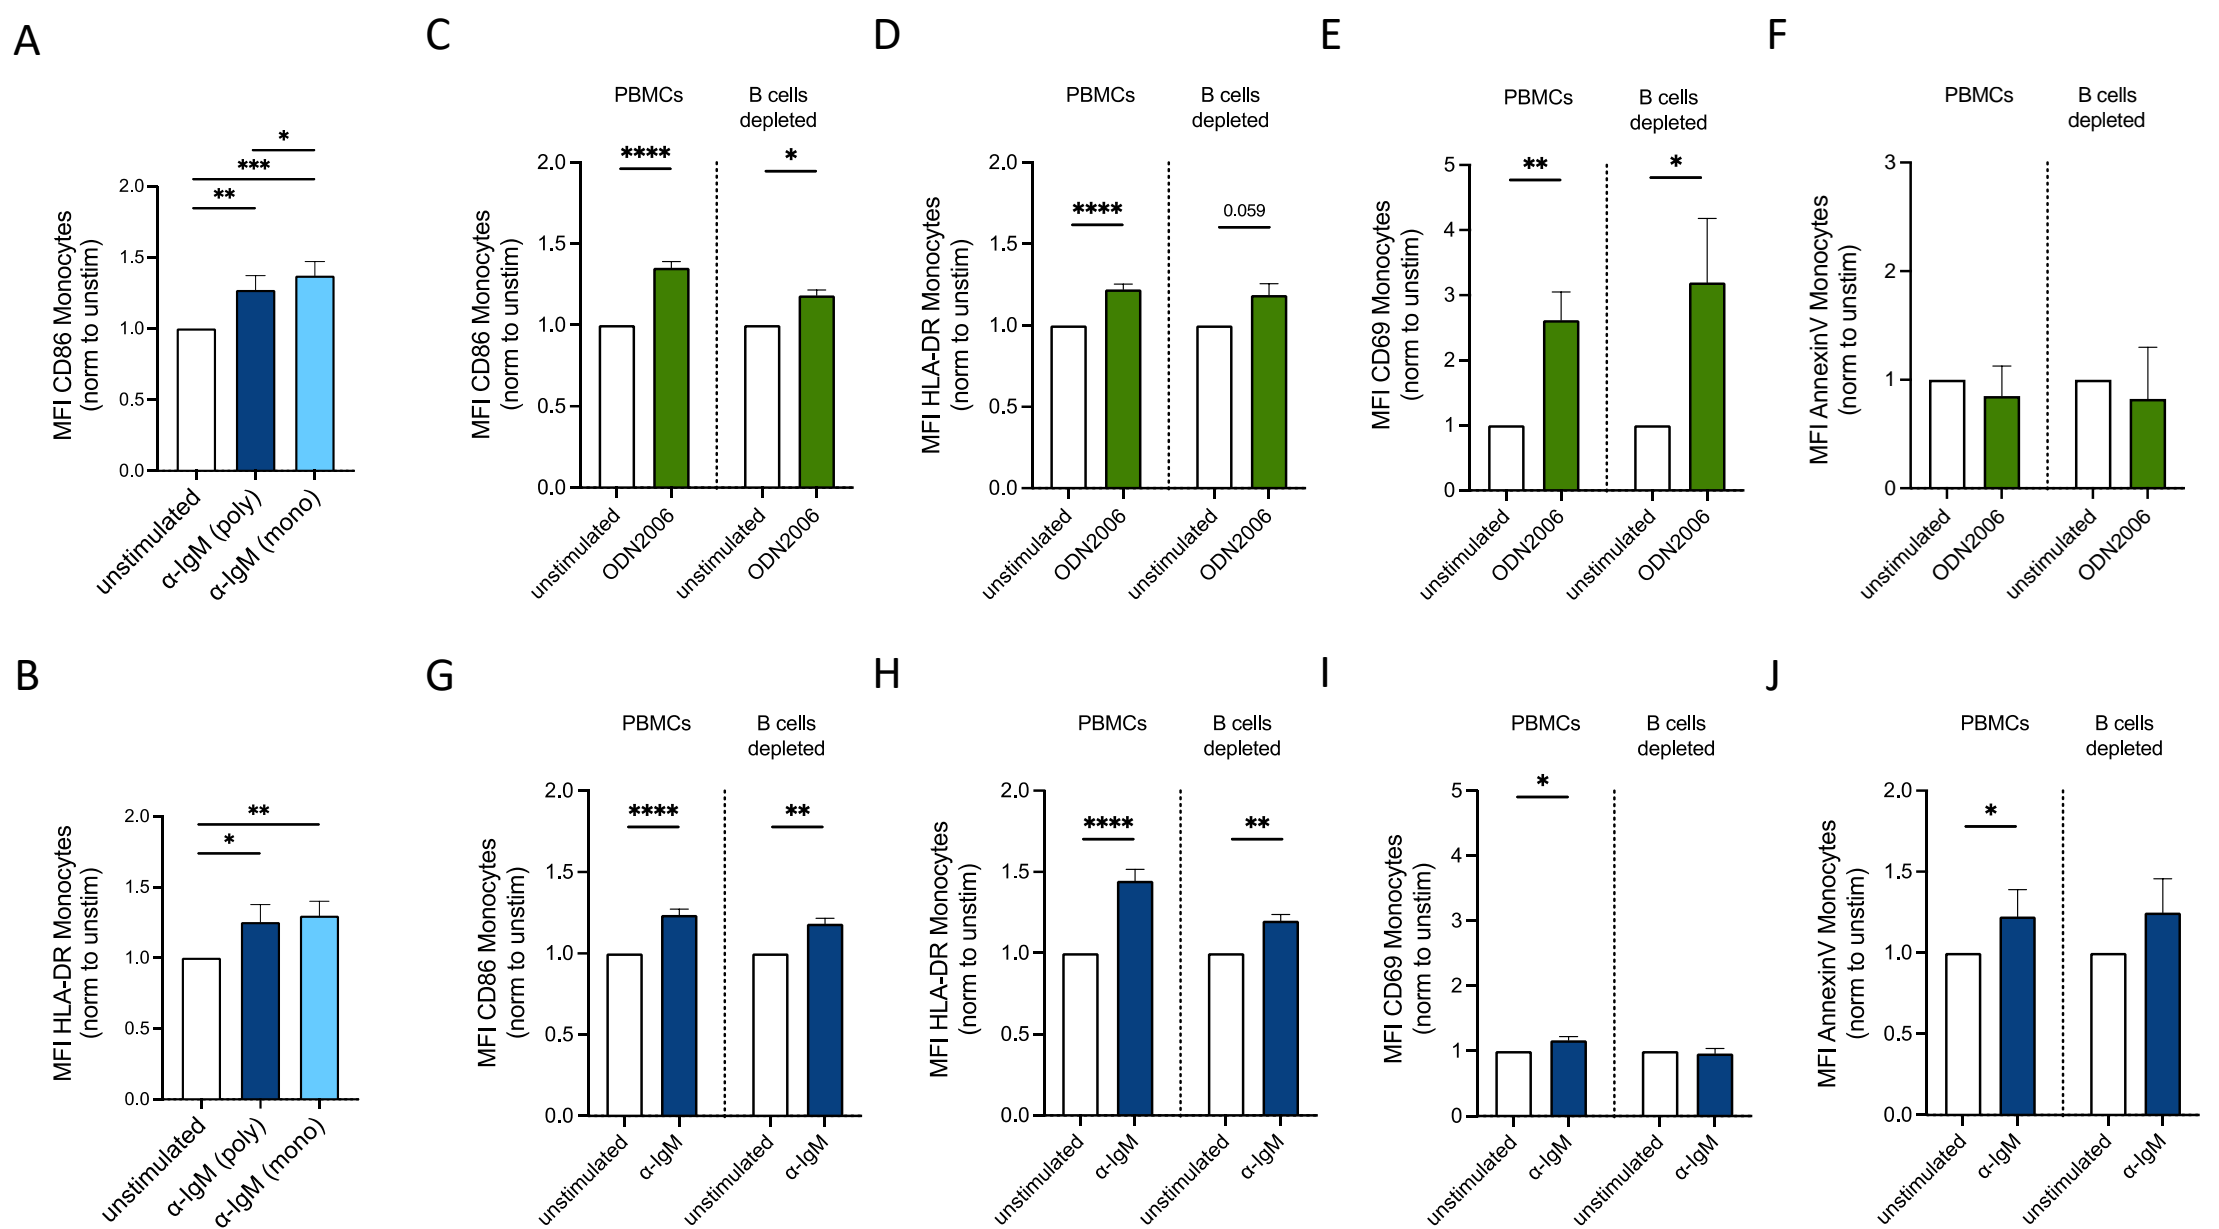 A
MFI CD86 Monocytes
(norm to unstim)
2.0
1.5
1.0
0.5
0.0
*
***
**
unstimulated
α-IgM (poly)
α-IgM (mono)
C
PBMCs
B cells
depleted
MFI CD86 Monocytes
(norm to unstim)
2.0
1.5
1.0
0.5
0.0
****
*
unstimulated
ODN2006
unstimulated
ODN2006
D
PBMCs
B cells
depleted
MFI HLA-DR Monocytes
(norm to unstim)
2.0
1.5
1.0
0.5
0.0
****
0.059
unstimulated
ODN2006
unstimulated
ODN2006
E
PBMCs
B cells
depleted
MFI CD69 Monocytes
(norm to unstim)
5
4
3
2
1
0
**
*
unstimulated
ODN2006
unstimulated
ODN2006
F
PBMCs
B cells
depleted
MFI AnnexinV Monocytes
(norm to unstim)
3
2
1
0
unstimulated
ODN2006
unstimulated
ODN2006
B
MFI HLA-DR Monocytes
(norm to unstim)
2.0
1.5
1.0
0.5
0.0
**
*
unstimulated
α-IgM (poly)
α-IgM (mono)
G
PBMCs
B cells
depleted
MFI CD86 Monocytes
(norm to unstim)
2.0
1.5
1.0
0.5
0.0
****
**
unstimulated
α-IgM
unstimulated
α-IgM
H
PBMCs
B cells
depleted
MFI HLA-DR Monocytes
(norm to unstim)
2.0
1.5
1.0
0.5
0.0
****
**
unstimulated
α-IgM
unstimulated
α-IgM
I
PBMCs
B cells
depleted
MFI CD69 Monocytes
(norm to unstim)
5
4
3
2
1
0
*
unstimulated
α-IgM
unstimulated
α-IgM
J
PBMCs
B cells
depleted
MFI AnnexinV Monocytes
(norm to unstim)
2.0
1.5
1.0
0.5
0.0
*
unstimulated
α-IgM
unstimulated
α-IgM